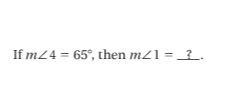 If m∠4 = 65°, then m∠1 = ?.